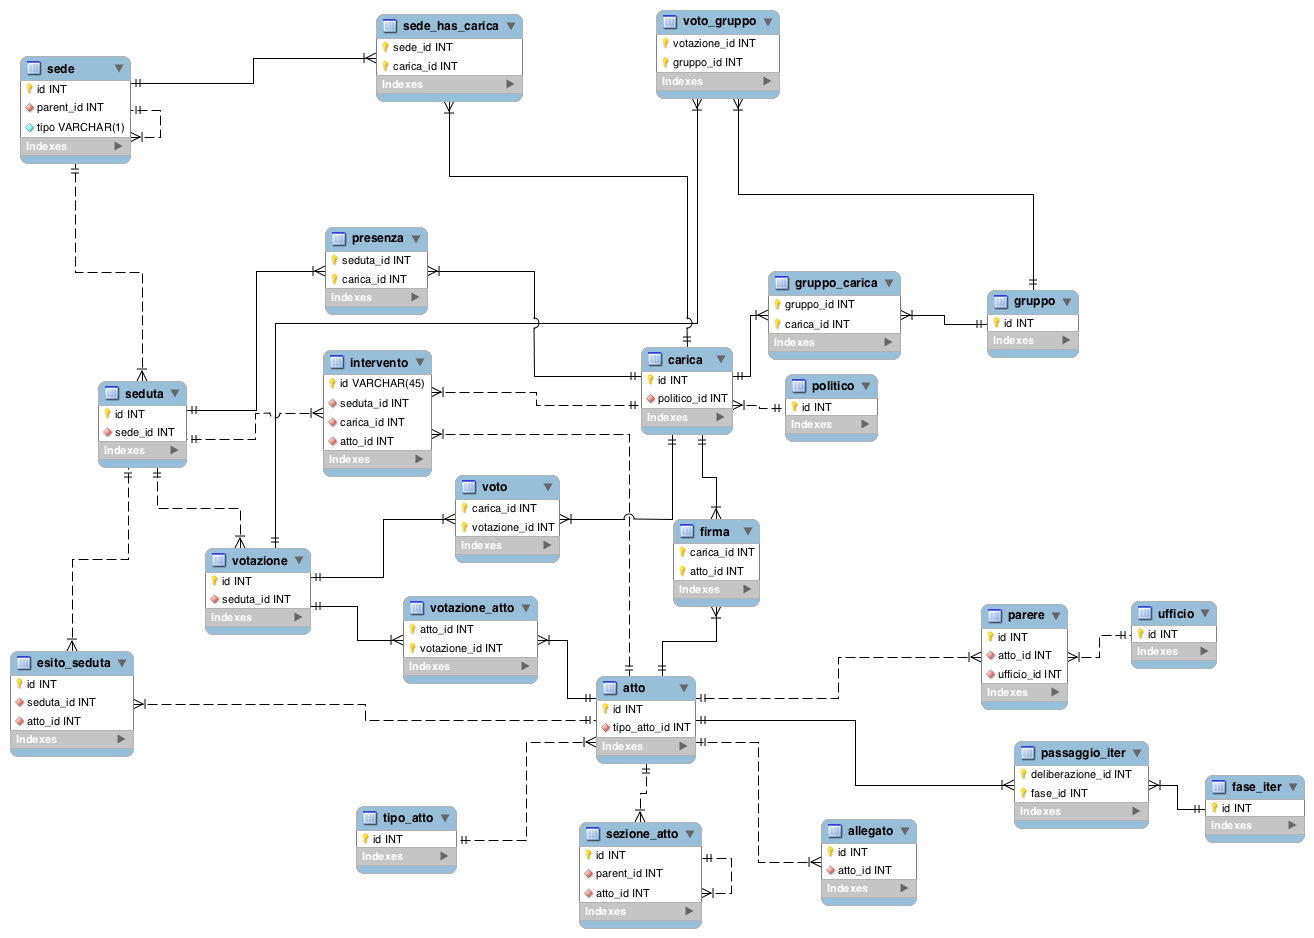 sede_has_carica
sede_id INT
carica_id INT
Indexes
voto_gruppo
votazione_id INT
gruppo_id INT
Indexes
sede
id INT
parent_id INT
tipo VARCHAR(1)
Indexes
presenza
seduta_id INT
carica_id INT
Indexes
gruppo_carica
gruppo_id INT
carica_id INT
Indexes
gruppo
id INT
Indexes
carica
id INT
politico_id INT
Indexes
intervento
id VARCHAR(45)
seduta_id INT
carica_id INT
atto_id INT
Indexes
politico
id INT
Indexes
seduta
id INT
sede_id INT
Indexes
voto
carica_id INT
votazione_id INT
Indexes
firma
carica_id INT
atto_id INT
Indexes
votazione
id INT
seduta_id INT
Indexes
votazione_atto
atto_id INT
votazione_id INT
Indexes
parere
id INT
atto_id INT
ufficio_id INT
Indexes
ufficio
id INT
Indexes
esito_seduta
id INT
seduta_id INT
atto_id INT
Indexes
atto
id INT
tipo_atto_id INT
Indexes
passaggio_iter
deliberazione_id INT
fase_id INT
Indexes
fase_iter
id INT
Indexes
tipo_atto
id INT
Indexes
sezione_atto
id INT
parent_id INT
atto_id INT
Indexes
allegato
id INT
atto_id INT
Indexes